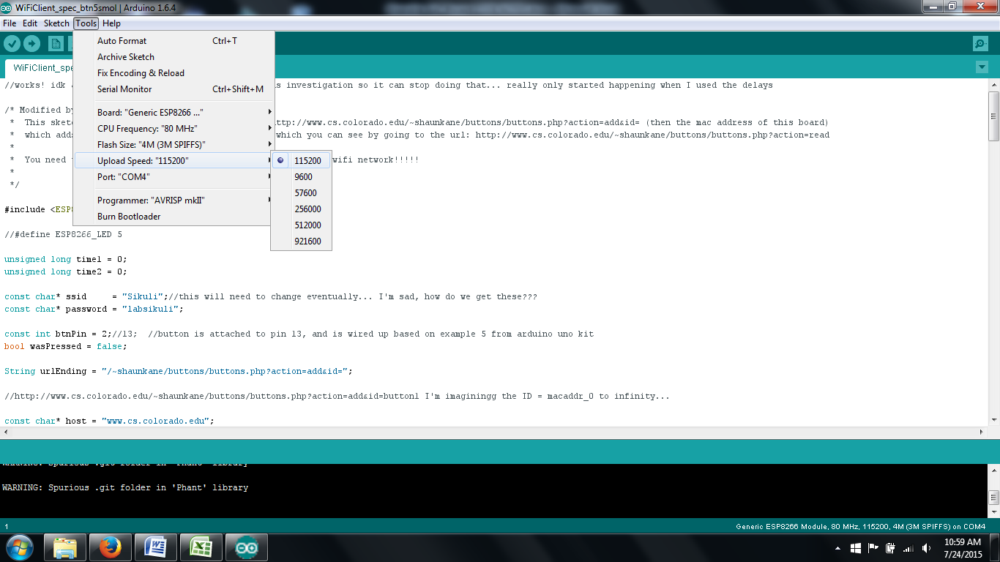 WiFiClient_spec_btn5smol | Arduino 1.6.4
File Edit Sketch Tools Help
WiFiClient_spe
Auto Format Ctrl+T
Archive Sketch
Fix Encoding & Reload
Serial Monitor Ctrl+Shift+M
Board: "Generic ESP8266 ..."
CPU Frequency: "80 MHz"
Flash Size: "4M (3M SPIFFS)"
Upload Speed: "115200"
Port: "COM4"
Programmer: "AVRISP mkII"
Burn Bootloader
115200
9600
57600
256000
512000
921600
//works! idk s investigation so it can stop doing that... really only started happening when I used the delays
/* Modified by
* This sket ttp://www.cs.colorado.edu/~shaunkane/buttons/buttons.php?action=add&id= (then the mac address of this board)
* which adds which you can see by going to the url: http://www.cs.colorado.edu/~shaunkane/buttons/buttons.php?action=read
*
* You need wifi network!!!!!
*
*/
#include <ESP8
//#define ESP8266_LED 5
unsigned long time1 = 0;
unsigned long time2 = 0;
const char* ssid     = "Sikuli";//this will need to change eventually... I'm sad, how do we get these???
const char* password = "labsikuli";
const int btnPin = 2;//13;  //button is attached to pin 13, and is wired up based on example 5 from arduino uno kit
bool wasPressed = false;
String urlEnding = "/~shaunkane/buttons/buttons.php?action=add&id=";
//http://www.cs.colorado.edu/~shaunkane/buttons/buttons.php?action=add&id=button1 I'm imaginingg the ID = macaddr_0 to infinity...
const char* host = "www.cs.colorado.edu";
WARNING: Spurious .git folder in 'Phant' library
WARNING: Spurious .git folder in 'Phant' library
1 Generic ESP8266 Module, 80 MHz, 115200, 4M (3M SPIFFS) on COM4
10:59 AM
7/24/2015